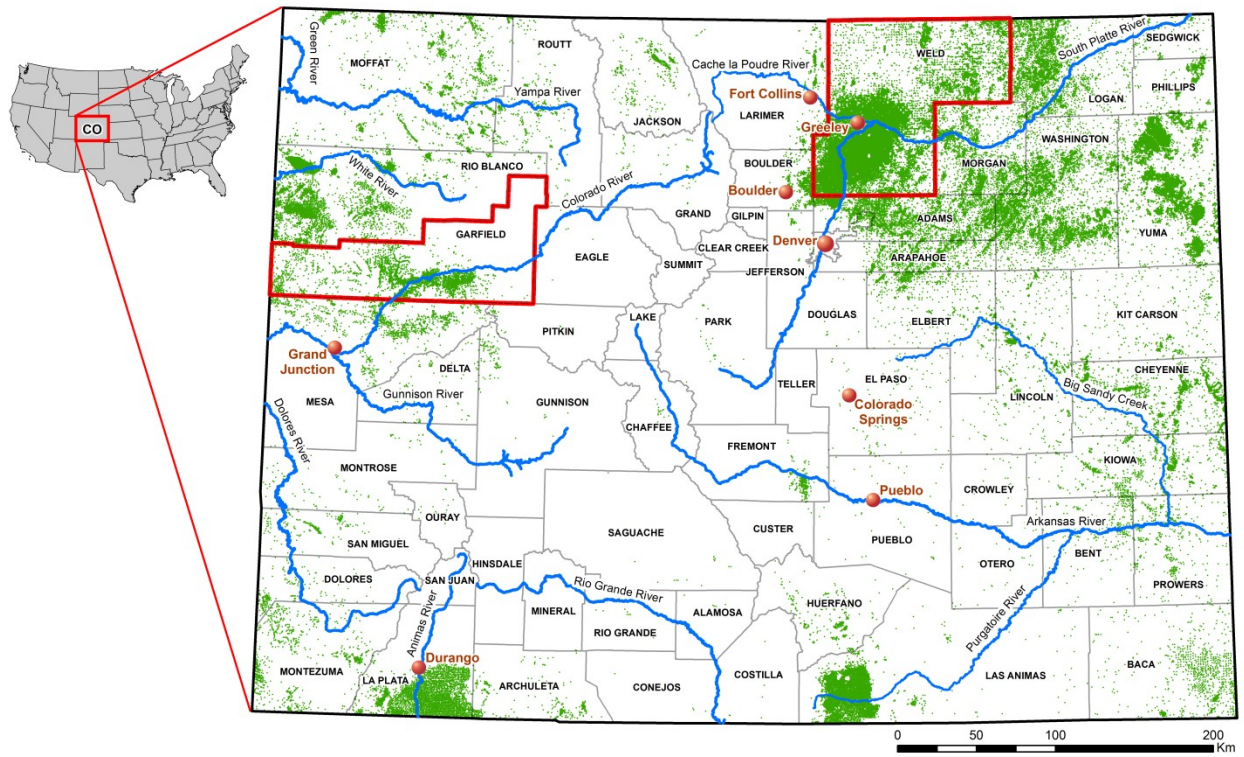 CO
Green River
MOFFAT
ROUTT
Yampa River
JACKSON
Cache la Poudre River
Fort Collins
LARIMER
WELD
Greeley
South Platte River
SEDGWICK
PHILLIPS
LOGAN
WASHINGTON
MORGAN
RIO BLANCO
White River
Colorado River
GARFIELD
BOULDER
Boulder
GRAND
GILPIN
CLEAR CREEK
Denver
JEFFERSON
ADAMS
ARAPAHOE
YUMA
EAGLE
SUMMIT
LAKE
PARK
DOUGLAS
ELBERT
KIT CARSON
PITKIN
Grand
Junction
DELTA
MESA
Gunnison River
GUNNISON
TELLER
EL PASO
Colorado
Springs
LINCOLN
Big Sandy Creek
CHEYENNE
Dolores River
CHAFFEE
FREMONT
MONTROSE
KIOWA
Pueblo
CROWLEY
OURAY
SAGUACHE
CUSTER
PUEBLO
Arkansas River
SAN MIGUEL
HINSDALE
OTERO
BENT
PROWERS
DOLORES
SAN JUAN
Rio Grande River
MINERAL
ALAMOSA
HUERFANO
RIO GRANDE
Animas River
Purgatoire River
Durango
MONTEZUMA
LA PLATA
ARCHULETA
CONEJOS
COSTILLA
LAS ANIMAS
BACA
0 50 100 200
Km